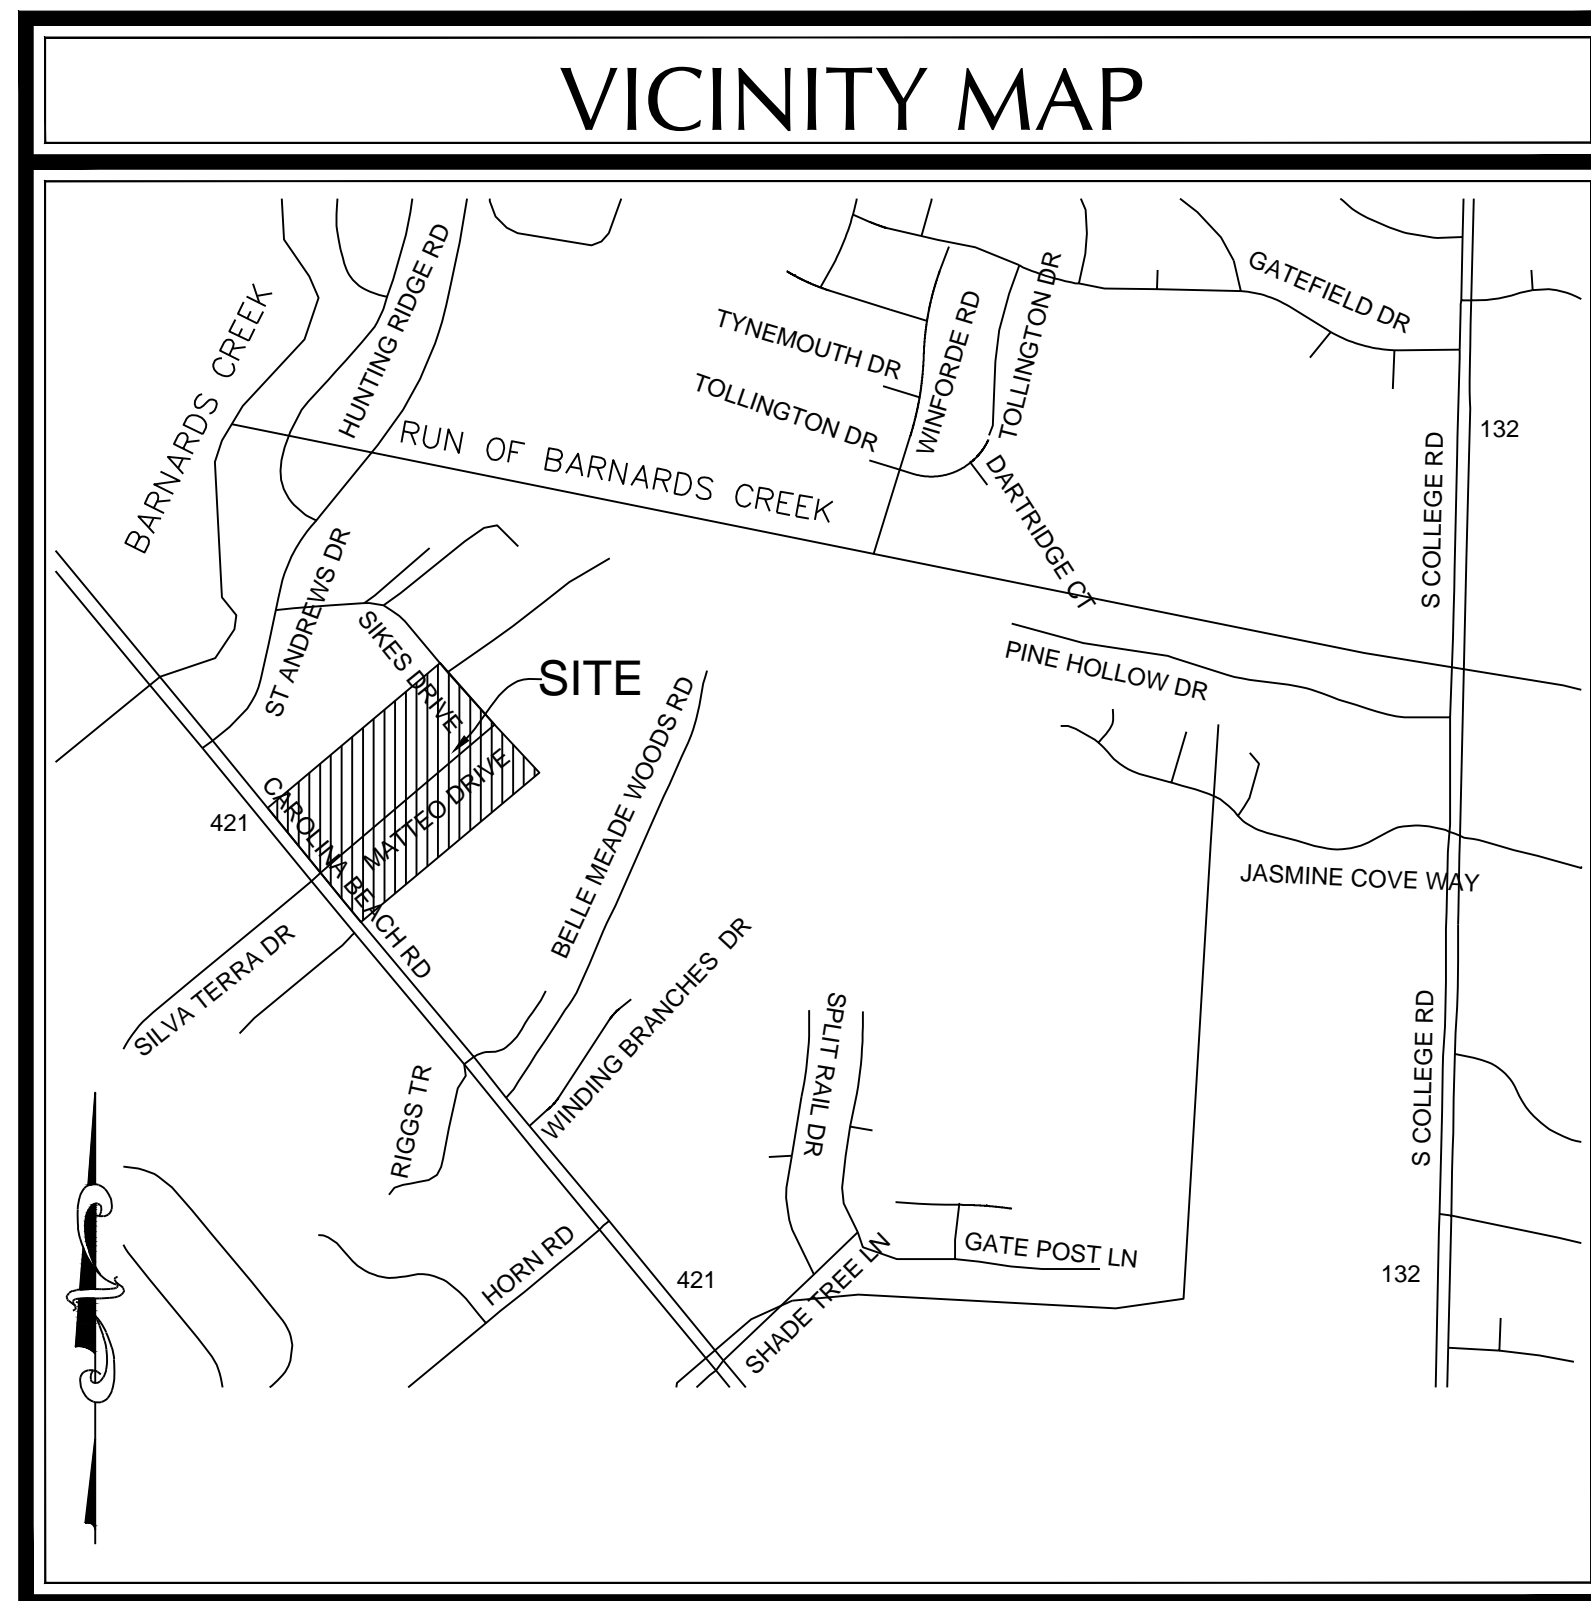 VICINITY MAP
HUNTING RIDGE RD
BARNARDS CREEK
GATEFIELD DR
TYNEMOUTH DR
WINFORDE RD
TOLLINGTON DR
TOLLINGTON DR
132
RUN OF BARNARDS CREEK
DARTRIDGE CT
S COLLEGE RD
ST ANDREWS DR
SIKES DRIVE
SITE
PINE HOLLOW DR
BELLE MEADE WOODS RD
421
CAROLINA BEACH RD
MATTEO DRIVE
JASMINE COVE WAY
SILVA TERRA DR
WINDING BRANCHES DR
SPLIT RAIL DR
S COLLEGE RD
RIGGS TR
HORN RD
GATE POST LN
421
SHADE TREE LN
132